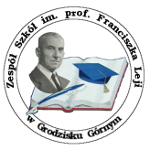 Zespół Szkół im. prof. Franciszka Leji
w Grodzisku Górnym